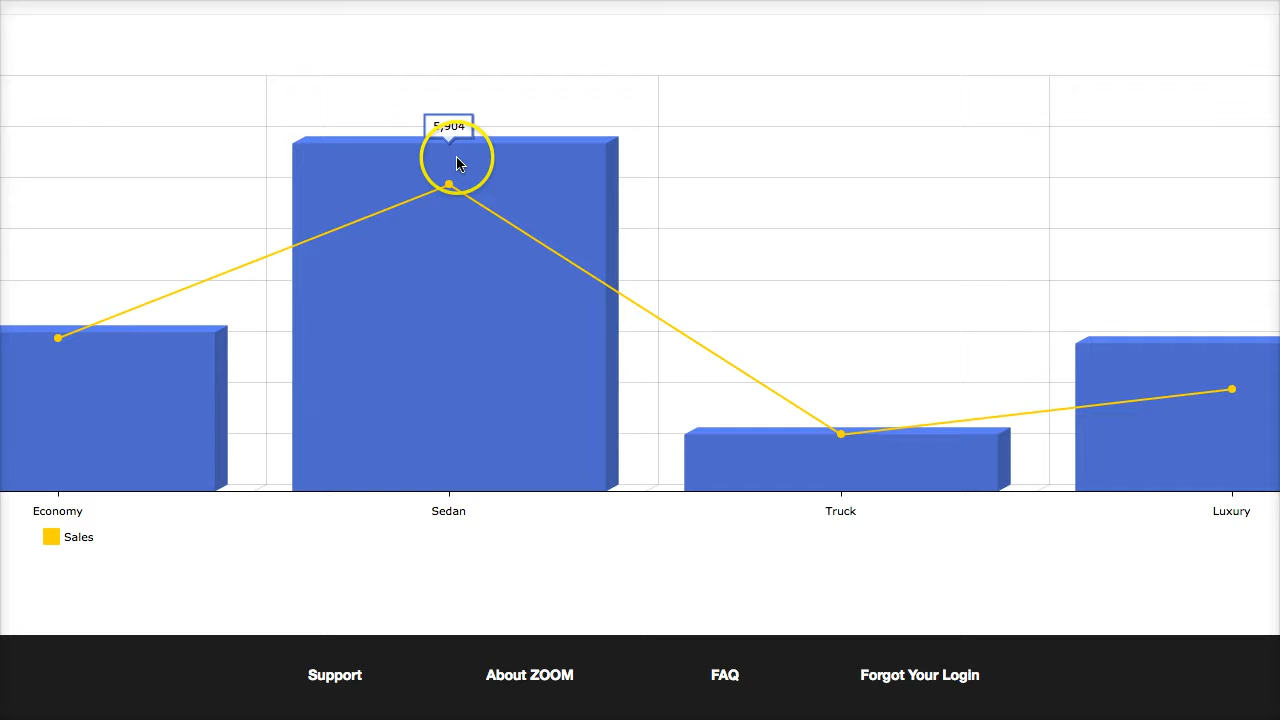 5,904
Economy
Sedan
Truck
Luxury
Sales
Support
About ZOOM
FAQ
Forgot Your Login